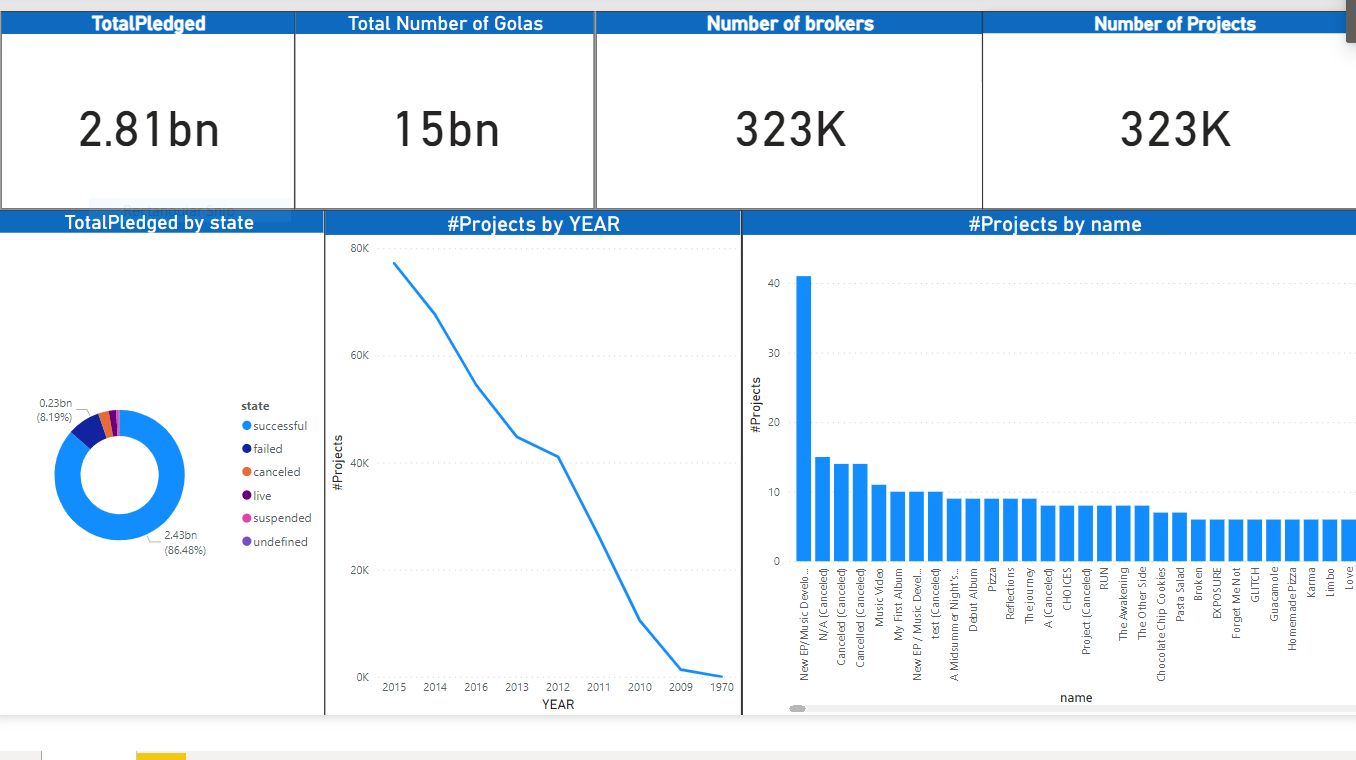 TotalPledged
Total Number of Golas
Number of brokers
Number of Projects
2.81bn
15bn
323K
323K
Rectangular Snip
TotalPledged by state
#Projects by YEAR
#Projects by name
0.23bn
(8.19%)
2.43bn
(86.48%)
state
successful
failed
canceled
live
suspended
undefined
#Projects
80K
60K
40K
20K
0K
2015
2014
2016
2013
2012
2011
2010
2009
1970
YEAR
#Projects
40
30
20
10
0
New EP/Music Develo...
N/A (Canceled)
Canceled (Canceled)
Cancelled (Canceled)
Music Video
My First Album
New EP / Music Devel...
test (Canceled)
A Midsummer Night's...
Debut Album
Pizza
Reflections
The journey
A (Canceled)
CHOICES
Project (Canceled)
RUN
The Awakening
The Other Side
Chocolate Chip Cookies
Pasta Salad
Broken
EXPOSURE
Forget Me Not
GLITCH
Guacamole
Homemade Pizza
Karma
Limbo
Love
name